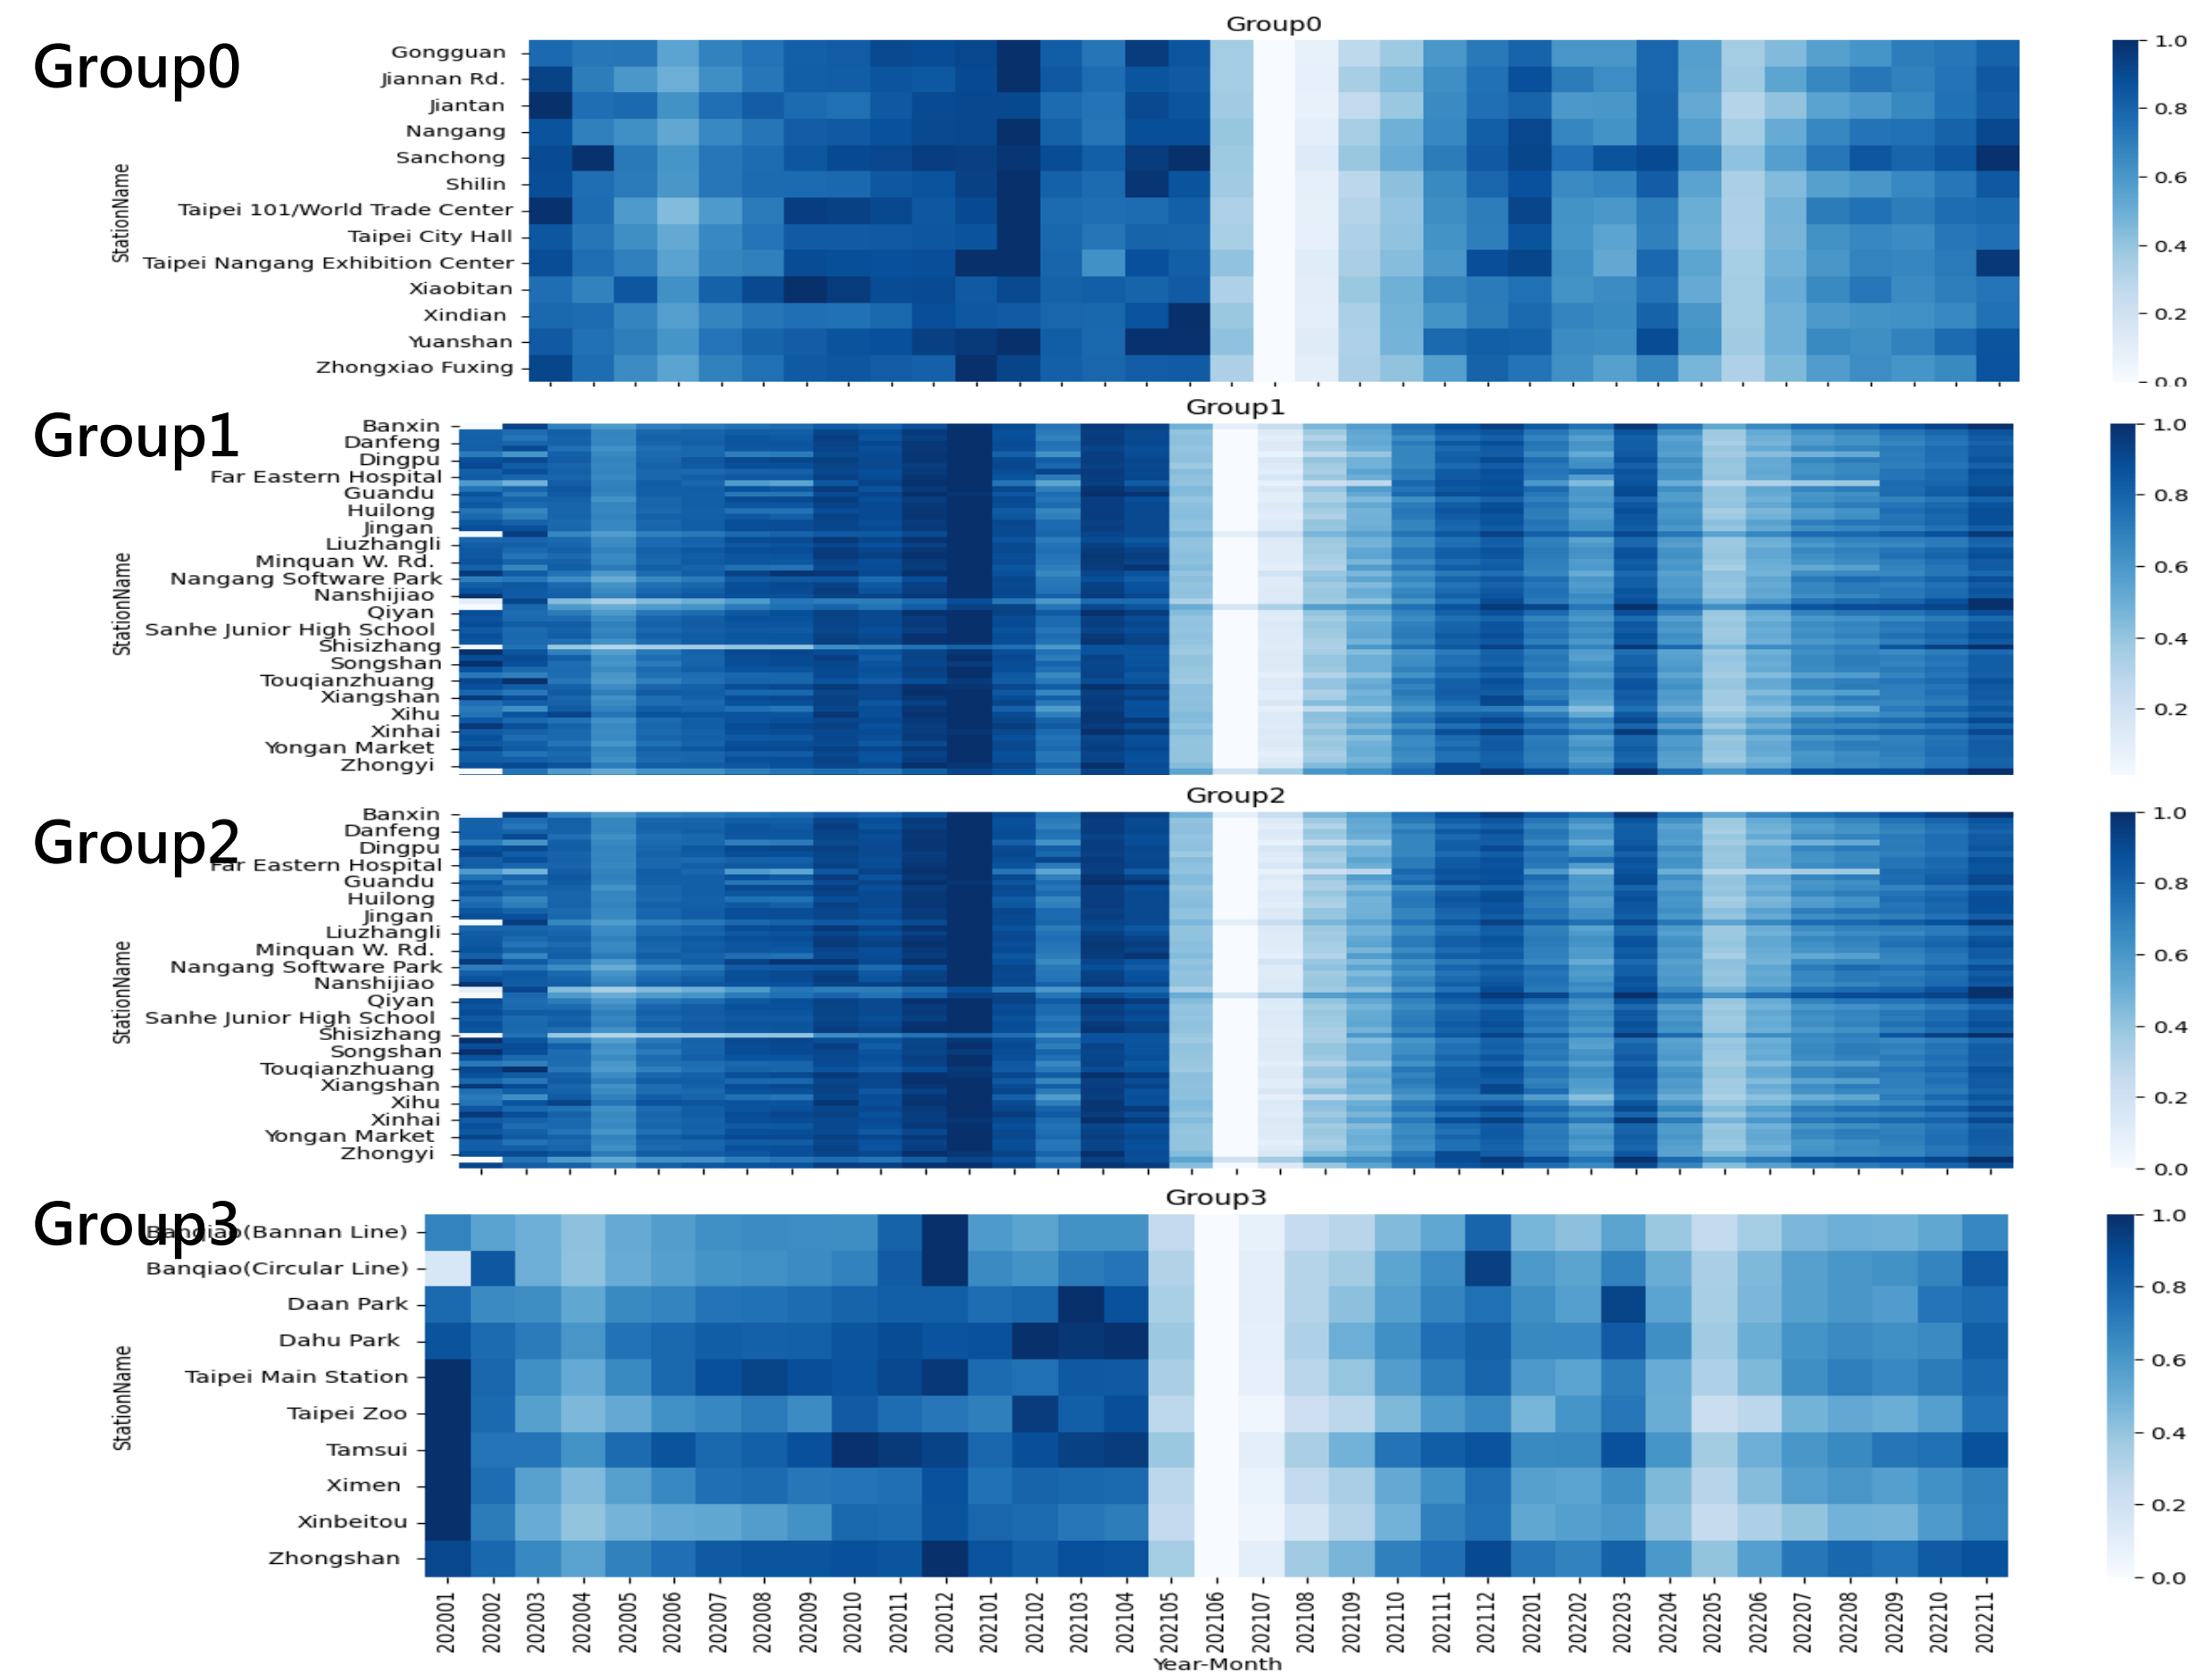 Group0
Group0
Gongguan
Jiannan Rd.
Jiantan
Nangang
Sanchong
Shilin
Taipei 101/World Trade Center
Taipei City Hall
Taipei Nangang Exhibition Center
Xiaobitan
Xindian
Yuanshan
Zhongxiao Fuxing
StationName
1.0
0.8
0.6
0.4
0.2
0.0
Group1
Group1
Banxin
Danfeng
Dingpu
Far Eastern Hospital
Guandu
Huilong
Jingan
Liuzhangli
Minquan W. Rd.
Nangang Software Park
Nanshijiao
Qiyan
Sanhe Junior High School
Shisizhang
Songshan
Touqianzhuang
Xiangshan
Xihu
Xinhai
Yongan Market
Zhongyi
StationName
1.0
0.8
0.6
0.4
0.2
Group2
Group2
Banxin
Danfeng
Dingpu
Far Eastern Hospital
Guandu
Huilong
Jingan
Liuzhangli
Minquan W. Rd.
Nangang Software Park
Nanshijiao
Qiyan
Sanhe Junior High School
Shisizhang
Songshan
Touqianzhuang
Xiangshan
Xihu
Xinhai
Yongan Market
Zhongyi
StationName
1.0
0.8
0.6
0.4
0.2
0.0
Group3
Group3
Banqiao(Bannan Line)
Banqiao(Circular Line)
Daan Park
Dahu Park
Taipei Main Station
Taipei Zoo
Tamsui
Ximen
Xinbeitou
Zhongshan
StationName
1.0
0.8
0.6
0.4
0.2
0.0
202001
202002
202003
202004
202005
202006
202007
202008
202009
202010
202011
202012
202101
202102
202103
202104
202105
202106
202107
202108
202109
202110
202111
202112
202201
202202
202203
202204
202205
202206
202207
202208
202209
202210
202211
Year-Month